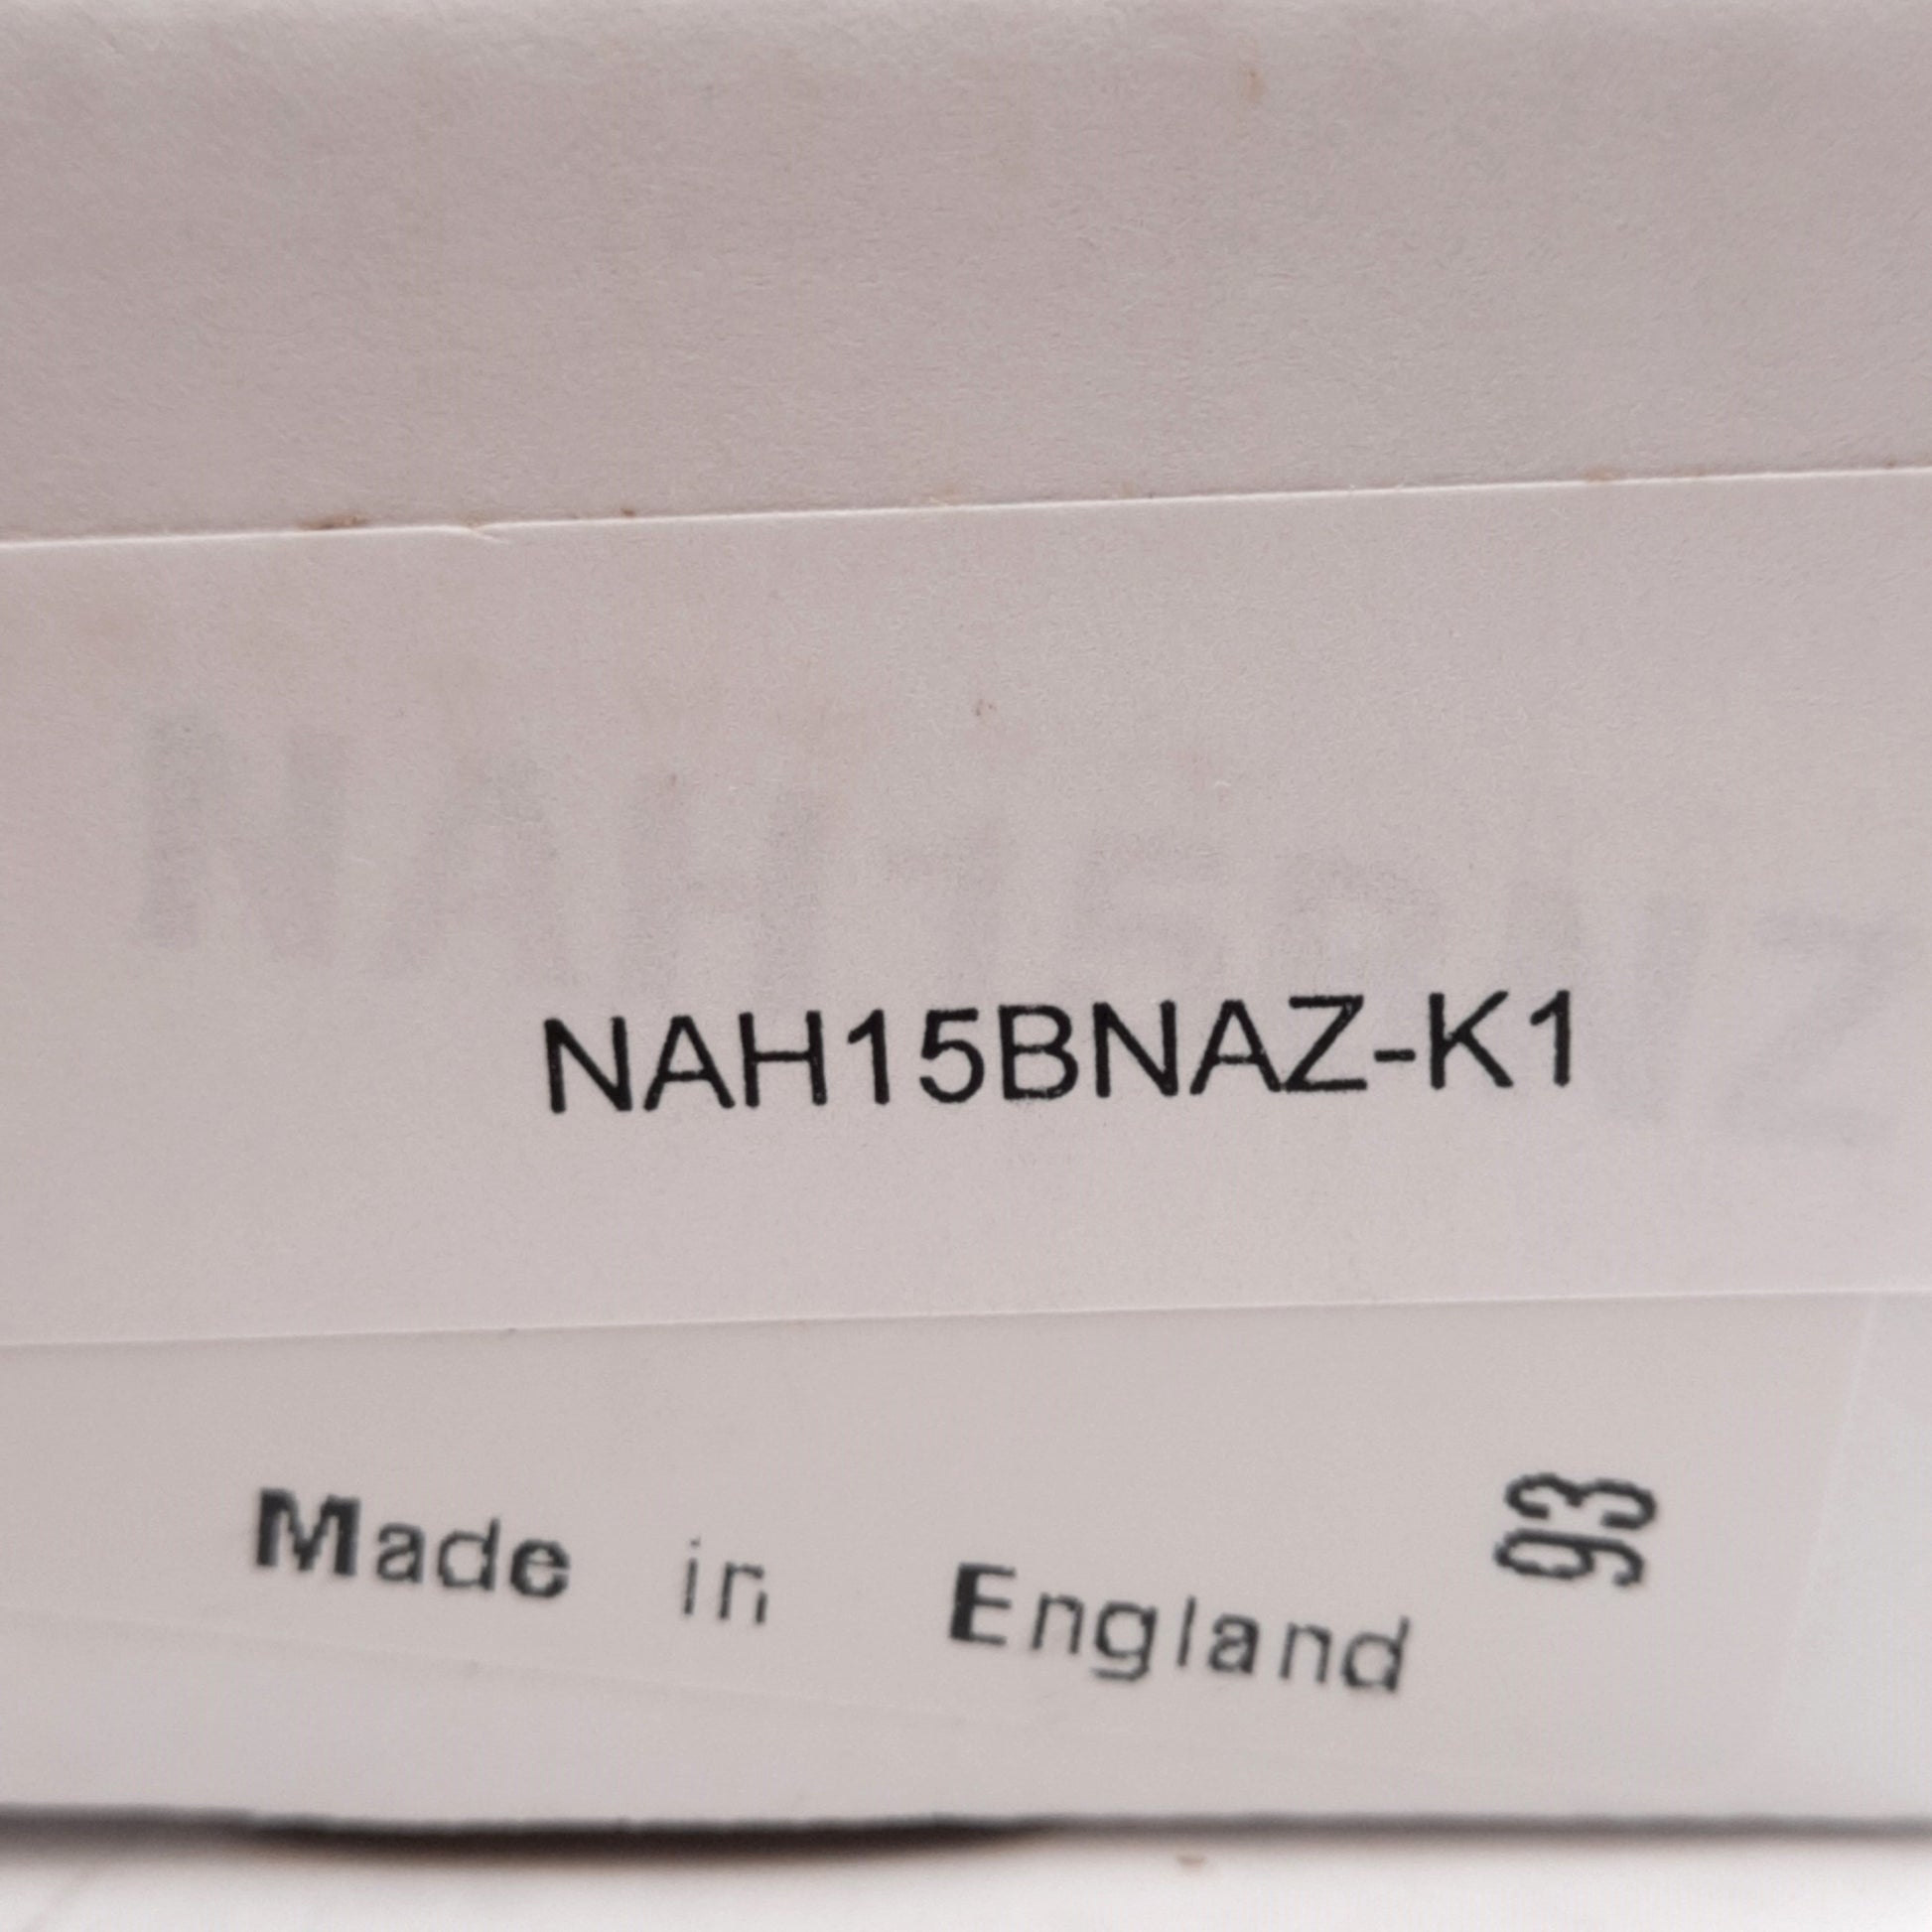 NAH15BNAZ-K1
Made in England
93